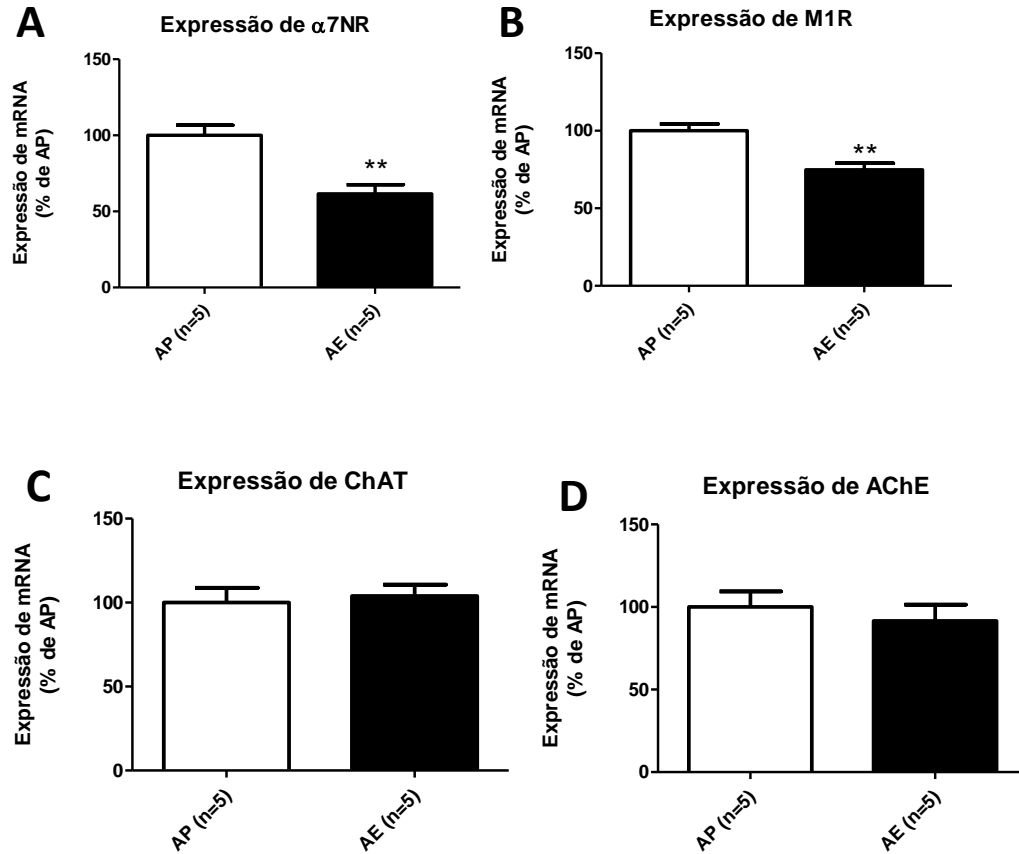 A
Expressão de α7NR
Expressão de mRNA
(% de AP)
150
100
50
0
**
AP (n=5)
AE (n=5)
B
Expressão de M1R
Expressão de mRNA
(% de AP)
150
100
50
0
**
AP (n=5)
AE (n=5)
C
Expressão de ChAT
Expressão de mRNA
(% de AP)
150
100
50
0
AP (n=5)
AE (n=5)
D
Expressão de AChE
Expressão de mRNA
(% de AP)
150
100
50
0
AP (n=5)
AE (n=5)